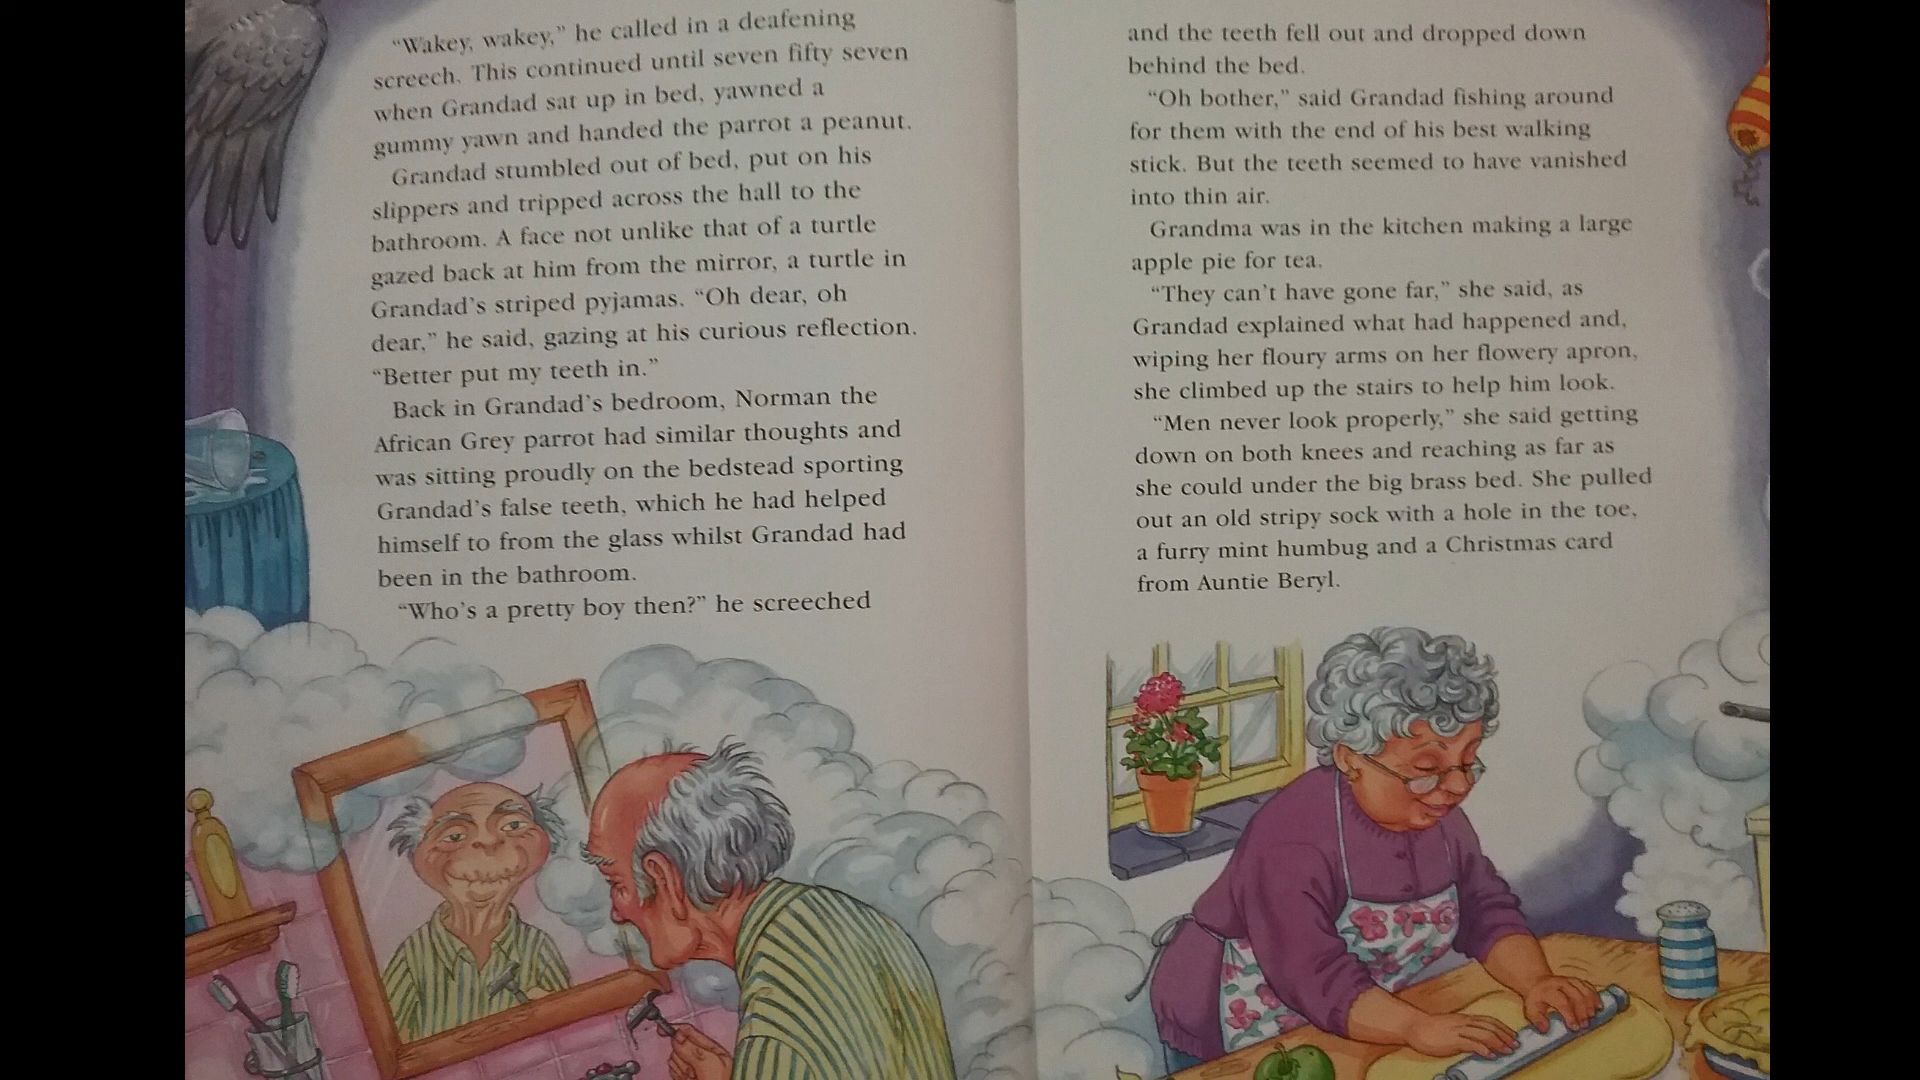 “Wakey, wakey,” he called in a deafening
screech. This continued until seven fifty seven
when Grandad sat up in bed, yawned a
gummy yawn and handed the parrot a peanut.
Grandad stumbled out of bed, put on his
slippers and tripped across the hall to the
bathroom. A face not unlike that of a turtle
gazed back at him from the mirror, a turtle in
Grandad’s striped pyjamas. “Oh dear, oh
dear,” he said, gazing at his curious reflection.
“Better put my teeth in.”
Back in Grandad’s bedroom, Norman the
African Grey parrot had similar thoughts and
was sitting proudly on the bedstead sporting
Grandad’s false teeth, which he had helped
himself to from the glass whilst Grandad had
been in the bathroom.
“Who’s a pretty boy then?” he screeched
and the teeth fell out and dropped down
behind the bed.
“Oh bother,” said Grandad fishing around
for them with the end of his best walking
stick. But the teeth seemed to have vanished
into thin air.
Grandma was in the kitchen making a large
apple pie for tea.
“They can’t have gone far,” she said, as
Grandad explained what had happened and,
wiping her floury arms on her flowery apron,
she climbed up the stairs to help him look.
“Men never look properly,” she said getting
down on both knees and reaching as far as
she could under the big brass bed. She pulled
out an old stripy sock with a hole in the toe,
a furry mint humbug and a Christmas card
from Auntie Beryl.